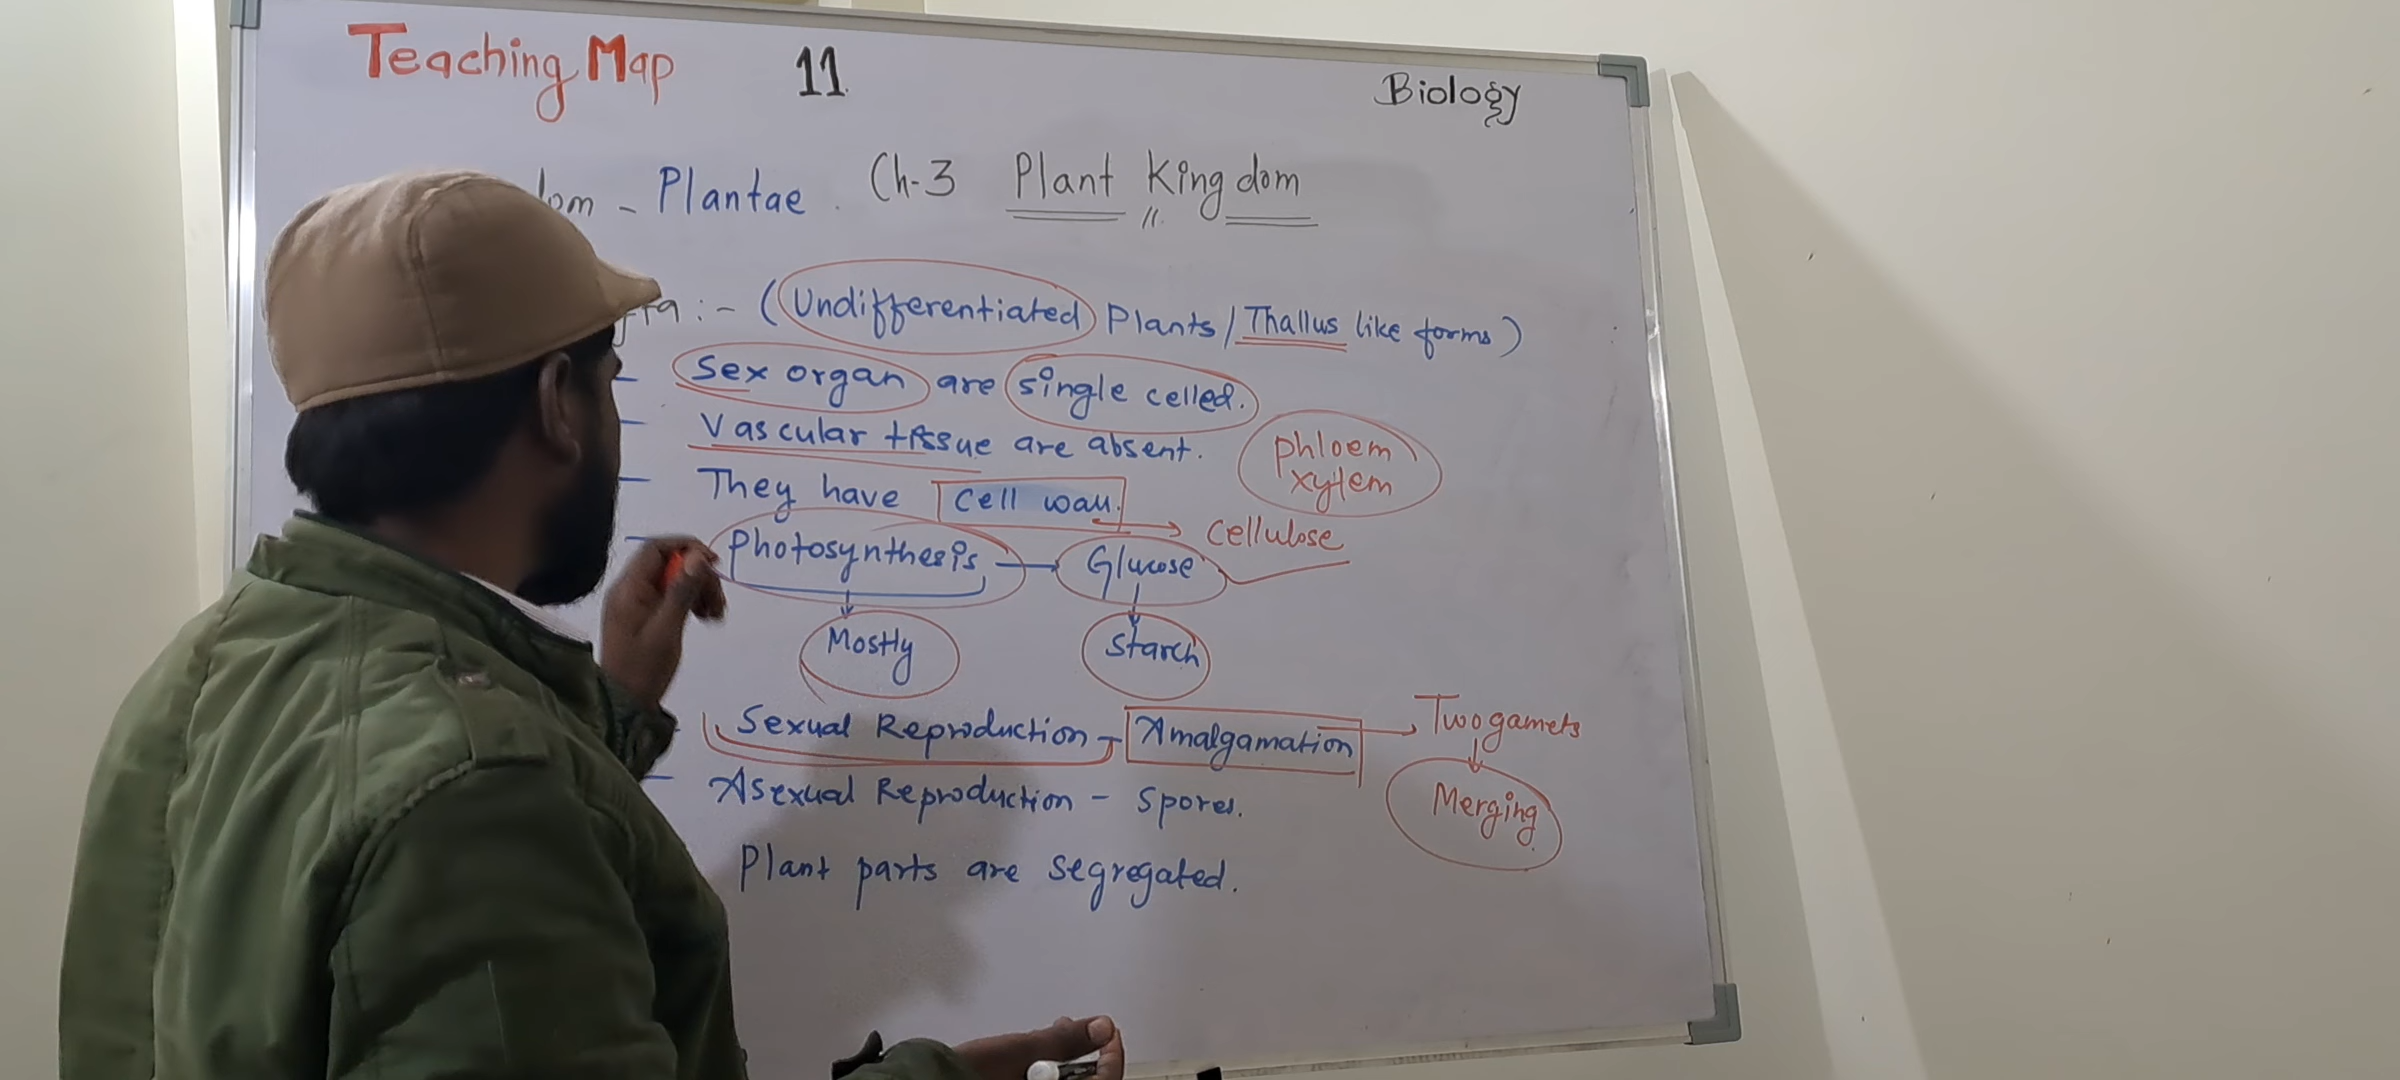 Teaching Map 11 Biology
dom - Plantae. Ch-3 Plant Kingdom
:- (Undifferentiated Plants/Thallus like forms)
- Sex organ are single celled.
- Vascular tissue are absent. Phloem
xylem
- They have cell wall. → Cellulose
- Photosynthesis → Glucose
Mostly Starch
- Sexual Reproduction - Amalgamation → Two gamets
- Asexual Reproduction - Spores. Merging
Plant parts are segregated.